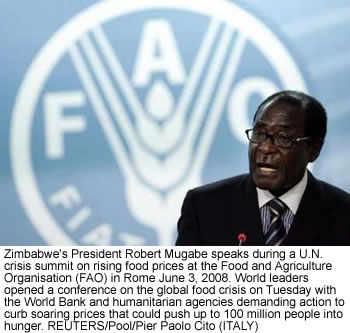 F A O
Zimbabwe's President Robert Mugabe speaks during a U.N.
crisis summit on rising food prices at the Food and Agriculture
Organisation (FAO) in Rome June 3, 2008. World leaders
opened a conference on the global food crisis on Tuesday with
the World Bank and humanitarian agencies demanding action to
curb soaring prices that could push up to 100 million people into
hunger. REUTERS/Pool/Pier Paolo Cito (ITALY)